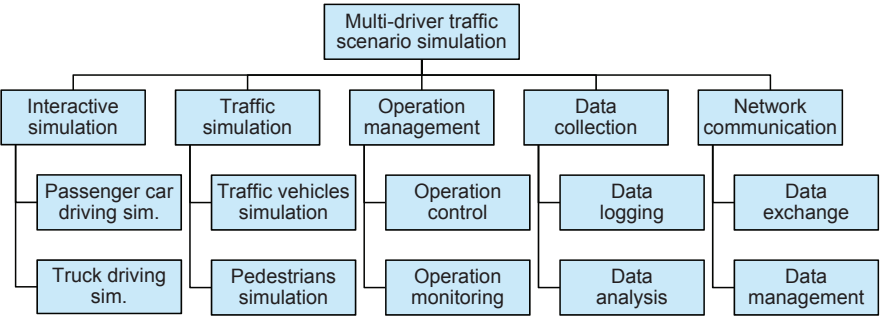 Multi-driver traffic
scenario simulation
Interactive
simulation
Traffic
simulation
Operation
management
Data
collection
Network
communication
Passenger car
driving sim.
Traffic vehicles
simulation
Operation
control
Data
logging
Data
exchange
Truck driving
sim.
Pedestrians
simulation
Operation
monitoring
Data
analysis
Data
management